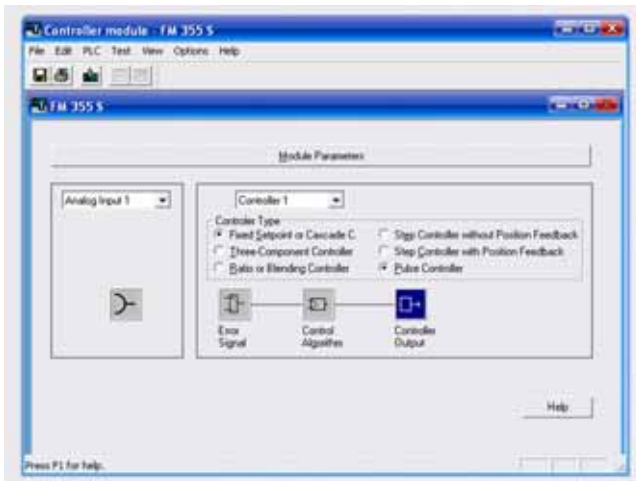 Controller module - FM 355 S
File Edit PLC Test View Options Help
FM 355 S
Module Parameters
Analog Input 1
Controller 1
Controller Type
Fixed Setpoint or Cascade C.
Step Controller without Position Feedback
Three-Component Controller
Step Controller with Position Feedback
Ratio or Blending Controller
Pulse Controller
Error Signal
Control Algorithm
Controller Output
Help
Press F1 for help.